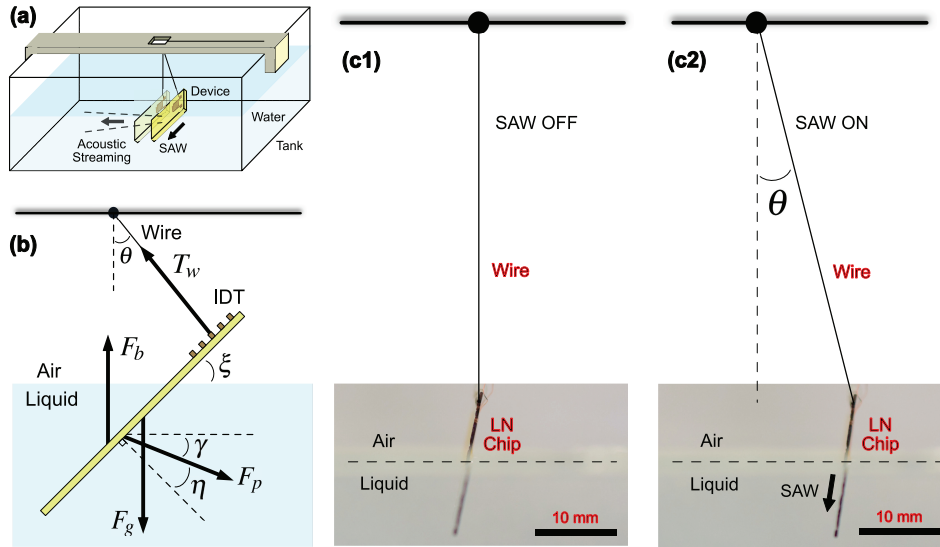 (a)
Device
Water
Acoustic
Streaming
SAW
Tank
(b)
Wire
θ
T_w
IDT
F_b
ξ
Air
Liquid
γ
F_p
η
F_g
(c1)
SAW OFF
Wire
LN
Chip
Air
Liquid
10 mm
(c2)
SAW ON
θ
Wire
LN
Chip
Air
Liquid
SAW
10 mm